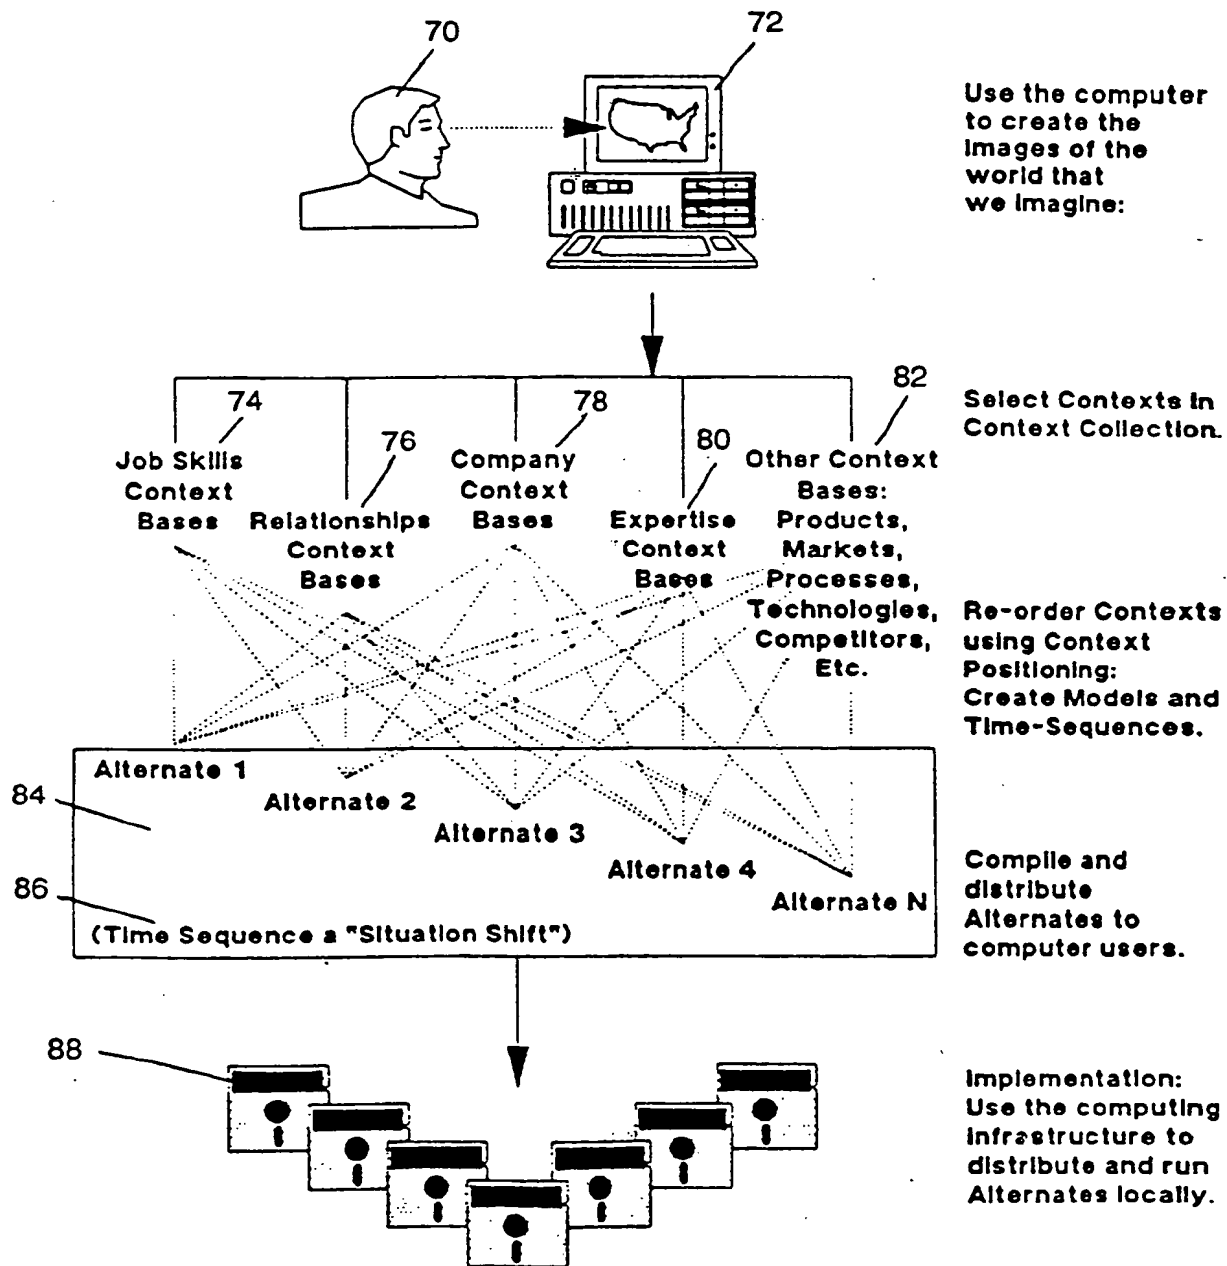 70
72
Use the computer
to create the
images of the
world that
we imagine:
74
76
78
80
82
Select Contexts in
Context Collection.
Job Skills
Context
Bases
Relationships
Context
Bases
Company
Context
Bases
Expertise
Context
Bases
Other Context
Bases:
Products,
Markets,
Processes,
Technologies,
Competitors,
Etc.
Re-order Contexts
using Context
Positioning:
Create Models and
Time-Sequences.
84
Alternate 1
Alternate 2
Alternate 3
Alternate 4
Alternate N
86
(Time Sequence a "Situation Shift")
Compile and
distribute
Alternates to
computer users.
88
Implementation:
Use the computing
infrastructure to
distribute and run
Alternates locally.